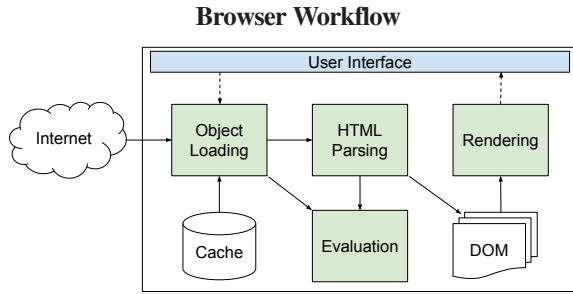 Browser Workflow
User Interface
Internet
Object
Loading
HTML
Parsing
Rendering
Cache
Evaluation
DOM